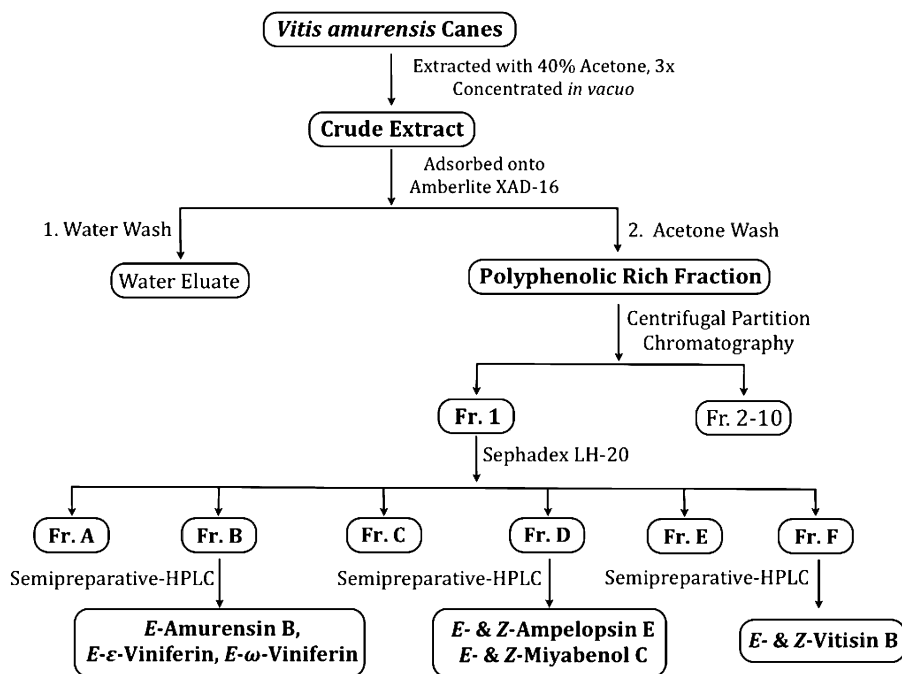 Vitis amurensis Canes
Extracted with 40% Acetone, 3x
Concentrated in vacuo
Crude Extract
Adsorbed onto
Amberlite XAD-16
1. Water Wash
2. Acetone Wash
Water Eluate
Polyphenolic Rich Fraction
Centrifugal Partition
Chromatography
Fr. 1
Fr. 2-10
Sephadex LH-20
Fr. A
Fr. B
Fr. C
Fr. D
Fr. E
Fr. F
Semipreparative-HPLC
Semipreparative-HPLC
Semipreparative-HPLC
E-Amurensin B,
E-ε-Viniferin, E-ω-Viniferin
E- & Z-Ampelopsin E
E- & Z-Miyabenol C
E- & Z-Vitisin B